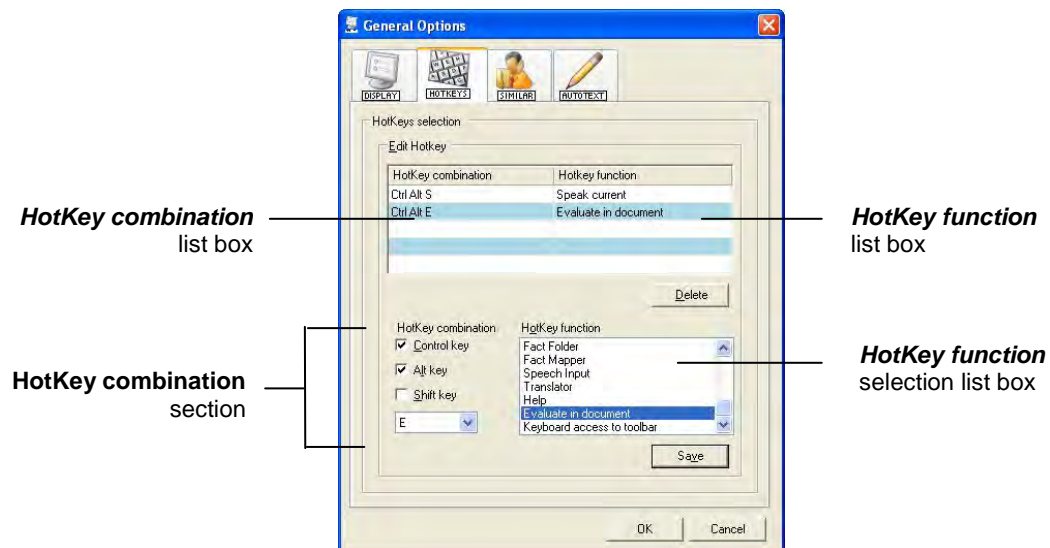 General Options
DISPLAY HOTKEYS SIMILAR AUTOTEXT
HotKeys selection
Edit Hotkey
HotKey combination Hotkey function
Ctrl Alt S Speak current
Ctrl Alt E Evaluate in document
HotKey combination
list box
HotKey function
list box
Delete
HotKey combination
Control key
Alt key
Shift key
E
HotKey function
Fact Folder
Fact Mapper
Speech Input
Translator
Help
Evaluate in document
Keyboard access to toolbar
HotKey combination
section
HotKey function
selection list box
Save
OK Cancel